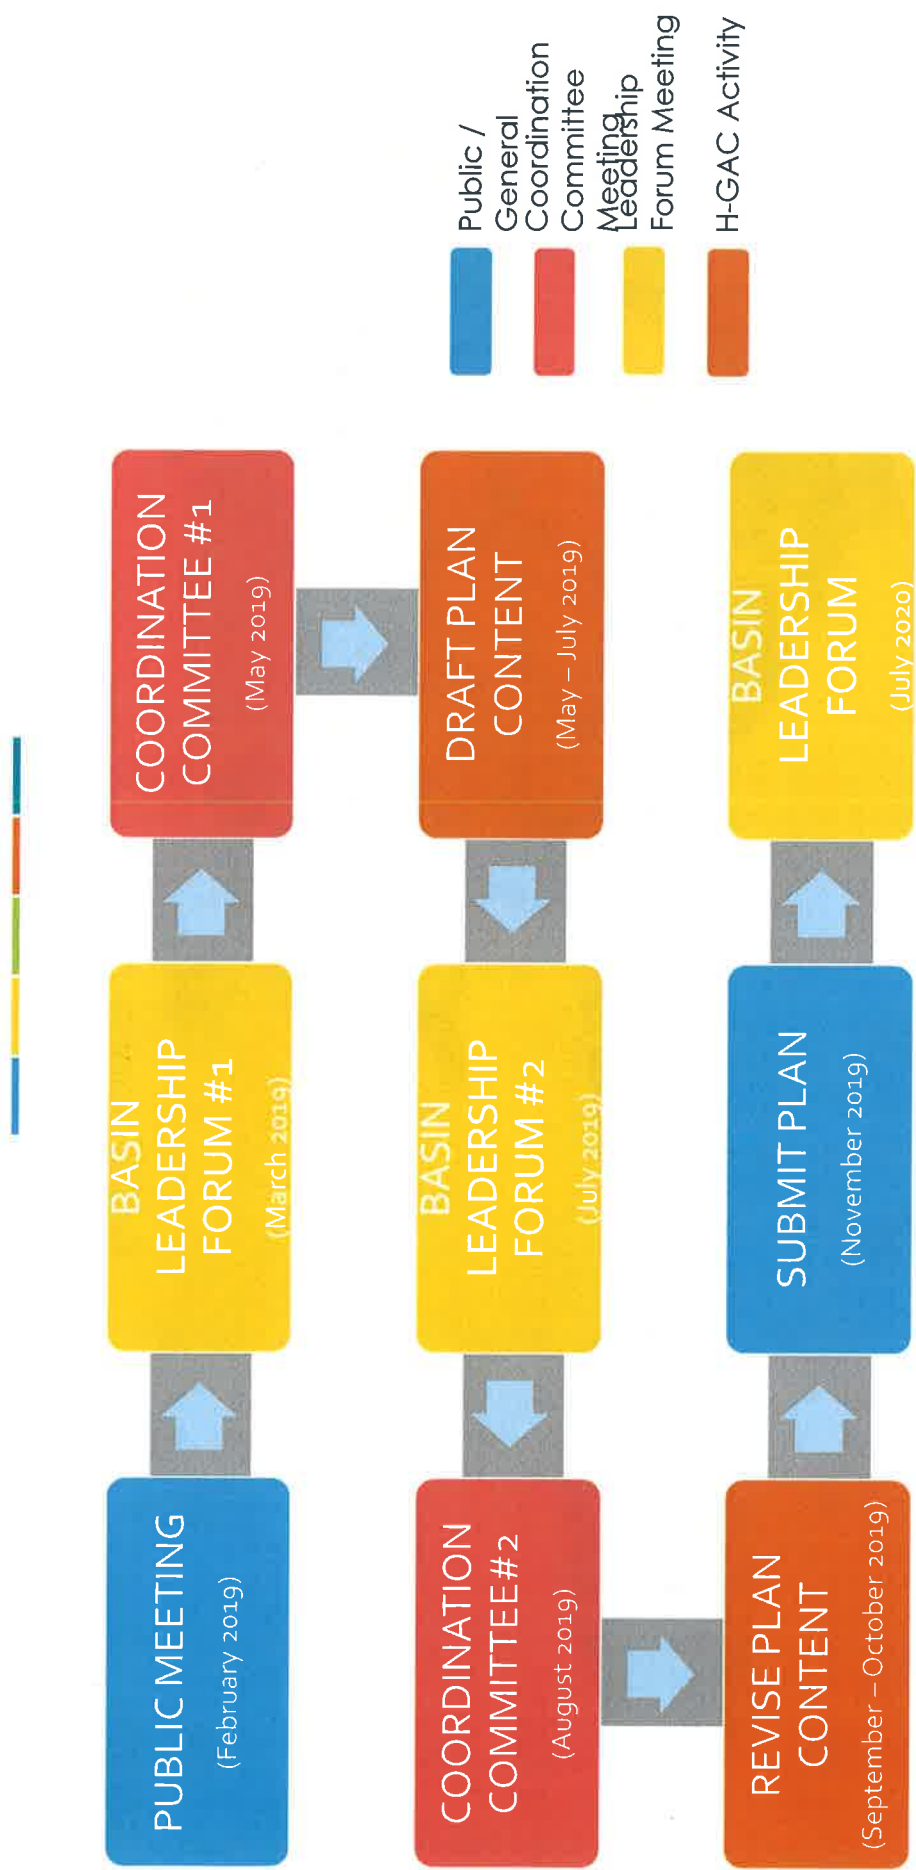 PUBLIC MEETING
(February 2019)
BASIN
LEADERSHIP
FORUM #1
(March 2019)
COORDINATION
COMMITTEE #1
(May 2019)
DRAFT PLAN
CONTENT
(May – July 2019)
BASIN
LEADERSHIP
FORUM #2
(July 2019)
COORDINATION
COMMITTEE#2
(August 2019)
REVISE PLAN
CONTENT
(September – October 2019)
SUBMIT PLAN
(November 2019)
BASIN
LEADERSHIP
FORUM
(July 2020)
Public /
General
Coordination
Committee
Meeting
Leadership
Forum Meeting
H-GAC Activity